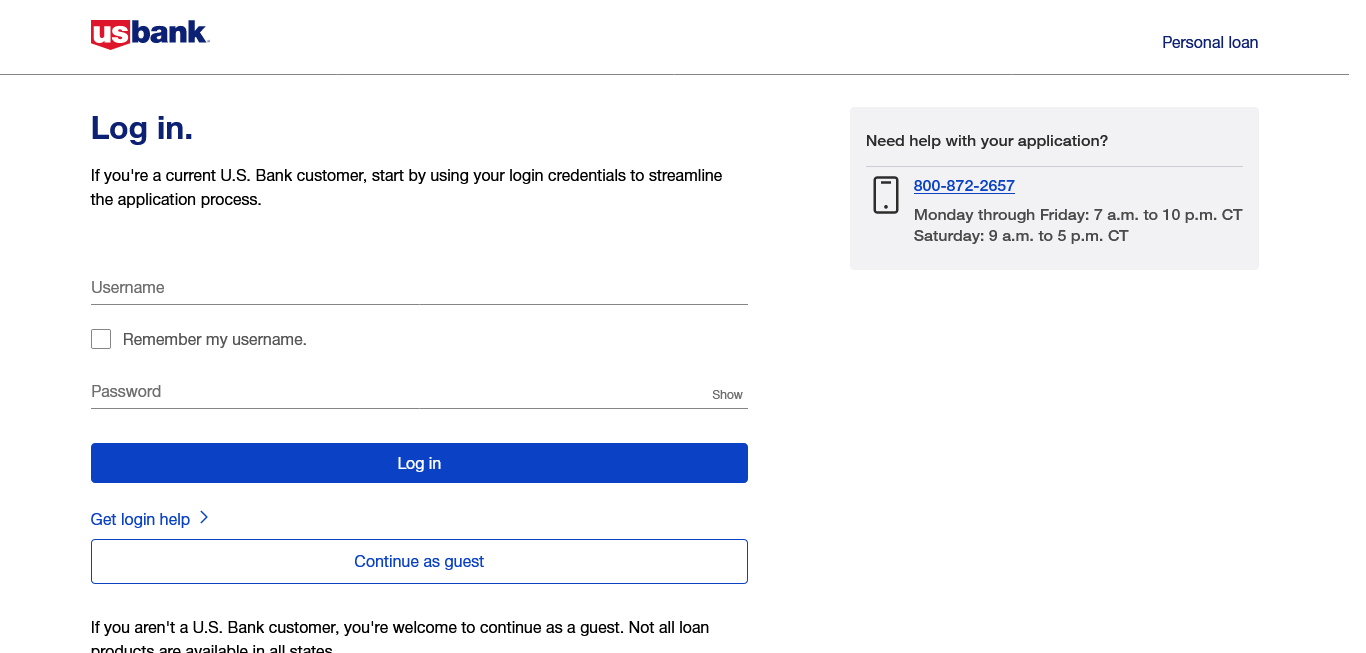 usbank
Personal loan
Log in.
If you're a current U.S. Bank customer, start by using your login credentials to streamline
the application process.
Username
Remember my username.
Password
Show
Log in
Get login help
Continue as guest
If you aren't a U.S. Bank customer, you're welcome to continue as a guest. Not all loan
products are available in all states.
Need help with your application?
800-872-2657
Monday through Friday: 7 a.m. to 10 p.m. CT
Saturday: 9 a.m. to 5 p.m. CT